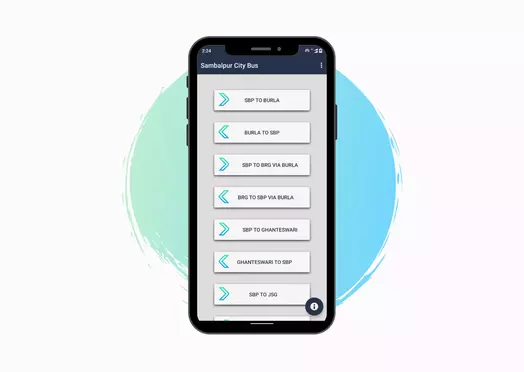 2:24
Sambalpur City Bus
SBP TO BURLA
BURLA TO SBP
SBP TO BRG VIA BURLA
BRG TO SBP VIA BURLA
SBP TO GHANTESWARI
GHANTESWARI TO SBP
SBP TO JSG